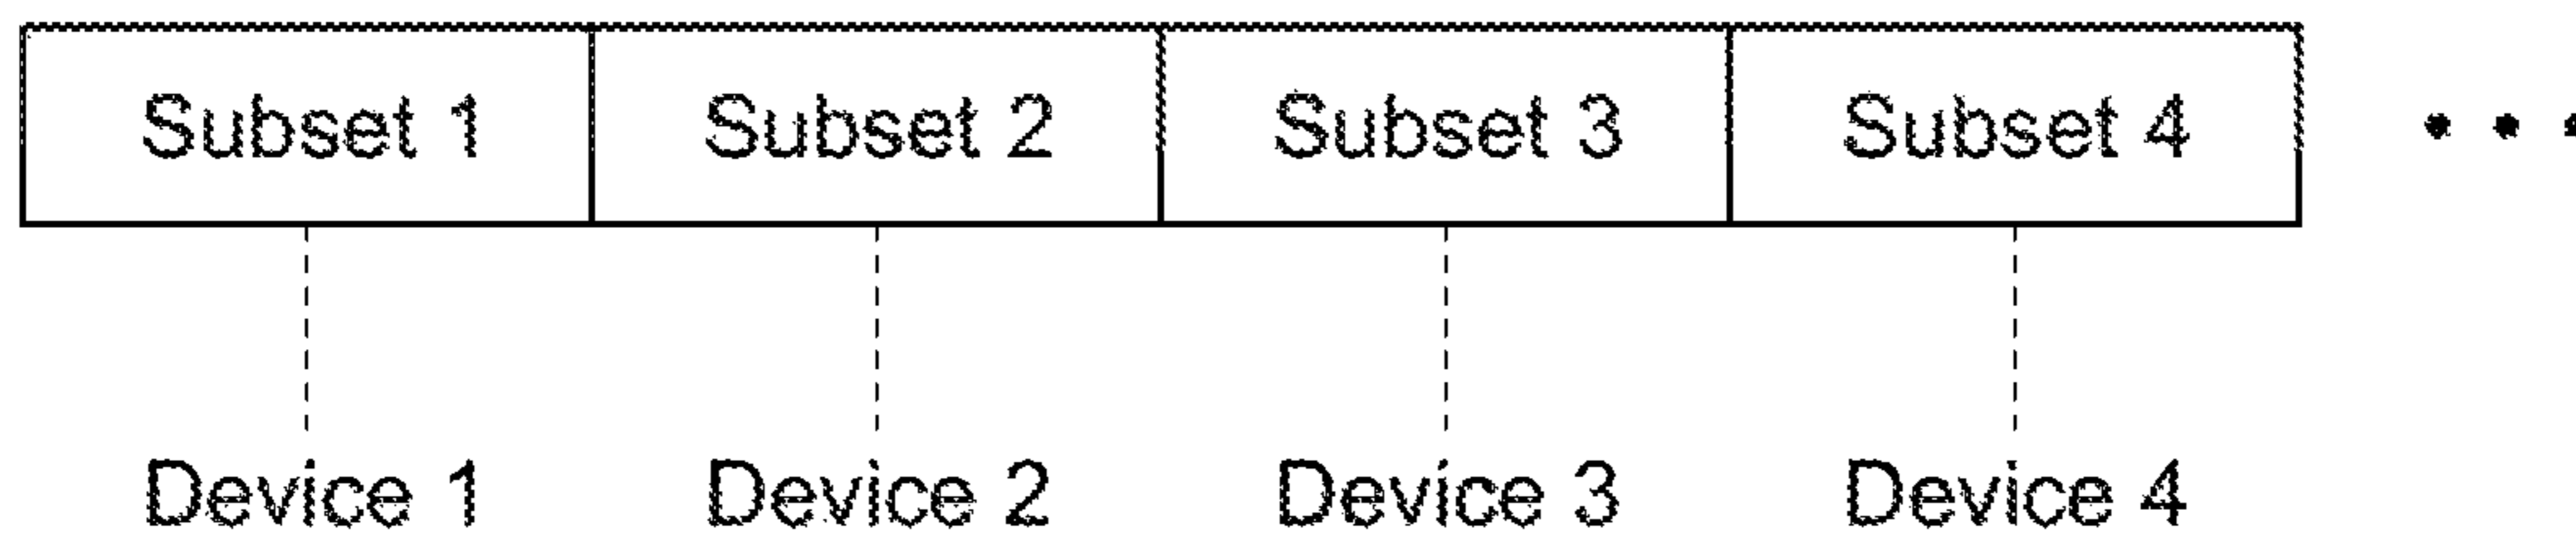 Subset 1 Subset 2 Subset 3 Subset 4 • • •
Device 1 Device 2 Device 3 Device 4